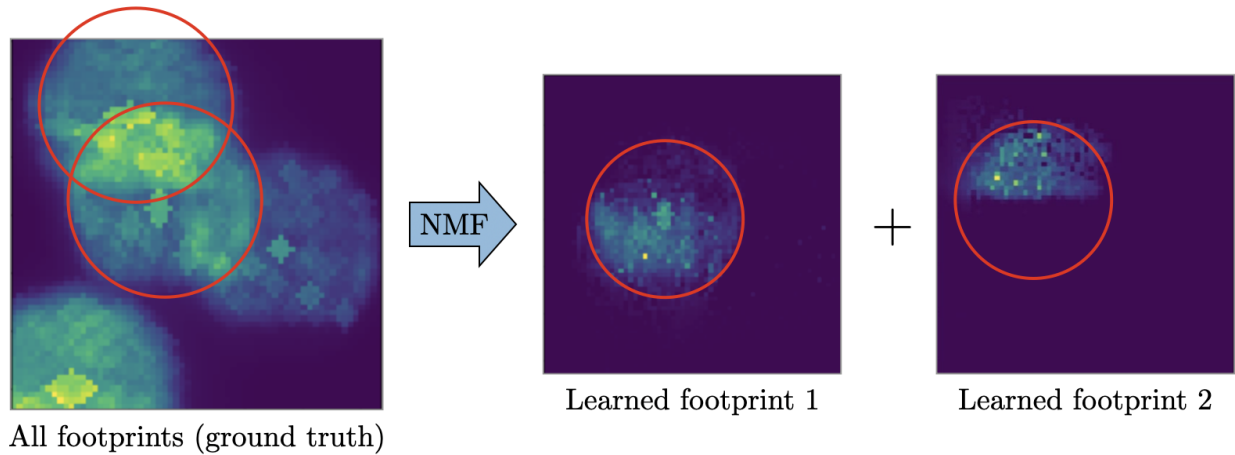 NMF
+
All footprints (ground truth)
Learned footprint 1
Learned footprint 2